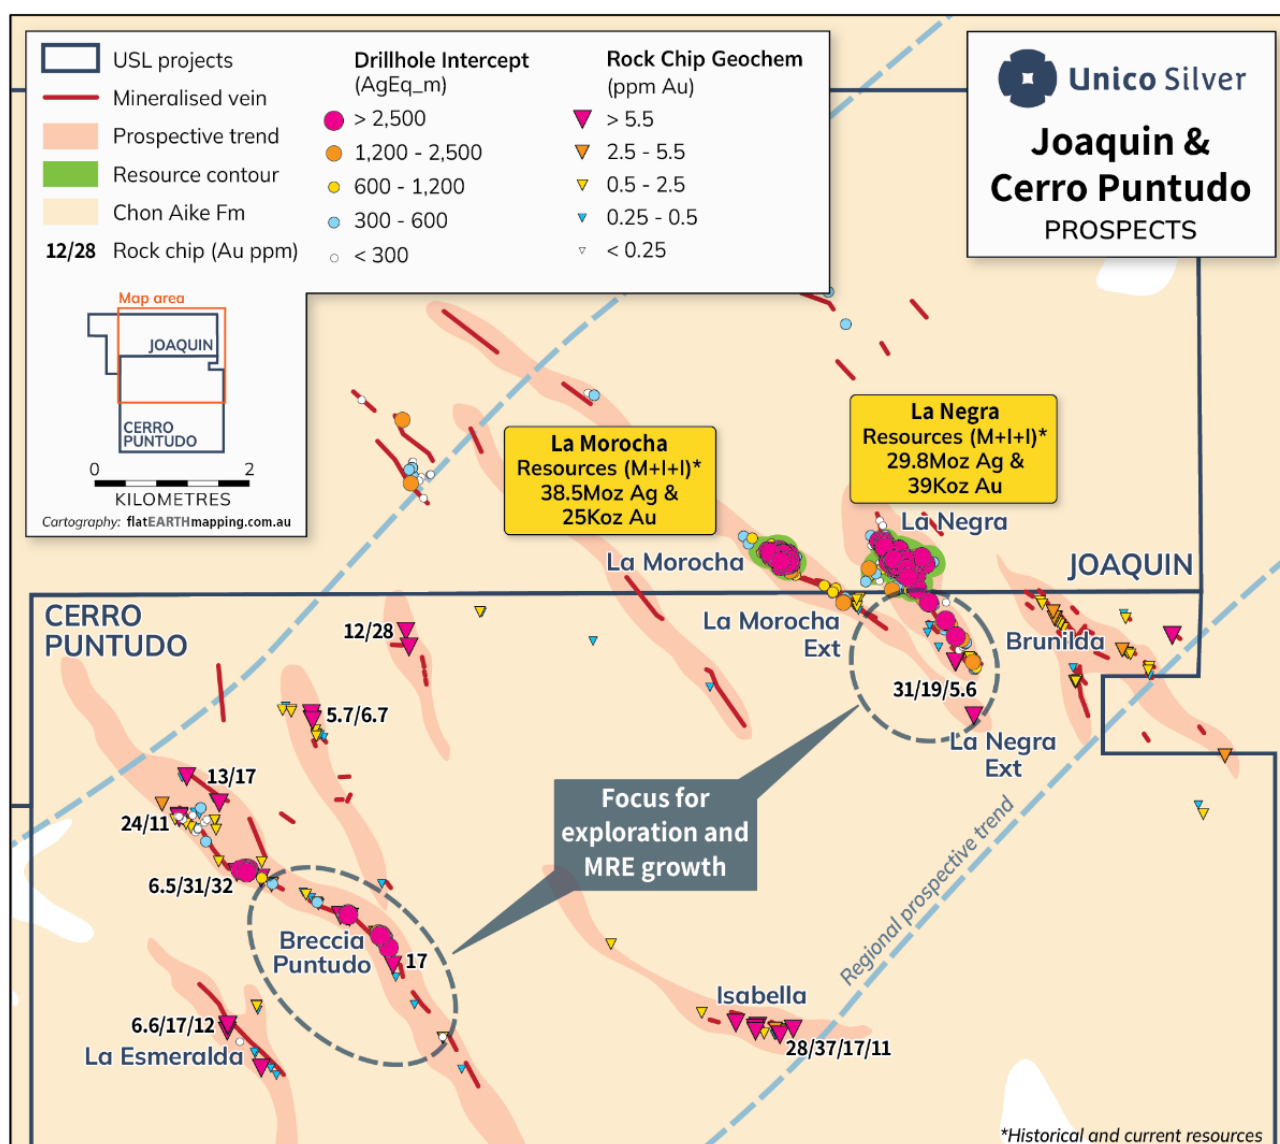 USL projects
Mineralised vein
Prospective trend
Resource contour
Chon Aike Fm
12/28 Rock chip (Au ppm)
Drillhole Intercept
(AgEq_m)
> 2,500
1,200 - 2,500
600 - 1,200
300 - 600
< 300
Rock Chip Geochem
(ppm Au)
> 5.5
2.5 - 5.5
0.5 - 2.5
0.25 - 0.5
< 0.25
Unico Silver
Joaquin &
Cerro Puntudo
PROSPECTS
Map area
JOAQUIN
CERRO
PUNTUDO
0 2
KILOMETRES
Cartography: flatEARTHmapping.com.au
La Morocha
Resources (M+I+I)*
38.5Moz Ag &
25Koz Au
La Negra
Resources (M+I+I)*
29.8Moz Ag &
39Koz Au
La Negra
La Morocha
JOAQUIN
CERRO
PUNTUDO
12/28
La Morocha
Ext
Brunilda
31/19/5.6
5.7/6.7
La Negra
Ext
13/17
24/11
Focus for
exploration and
MRE growth
6.5/31/32
Regional prospective trend
Breccia
Puntudo
17
Isabella
6.6/17/12
28/37/17/11
La Esmeralda
*Historical and current resources